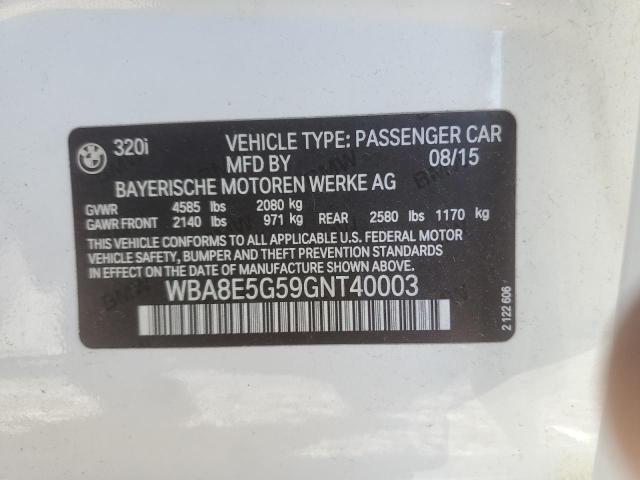 320i VEHICLE TYPE: PASSENGER CAR
MFD BY 08/15
BAYERISCHE MOTOREN WERKE AG
GVWR 4585 lbs 2080 kg
GAWR FRONT 2140 lbs 971 kg REAR 2580 lbs 1170 kg
THIS VEHICLE CONFORMS TO ALL APPLICABLE U.S. FEDERAL MOTOR
VEHICLE SAFETY, BUMPER AND THEFT PREVENTION STANDARDS
IN EFFECT ON THE DATE OF MANUFACTURE SHOWN ABOVE.
WBA8E5G59GNT40003
2 122 606